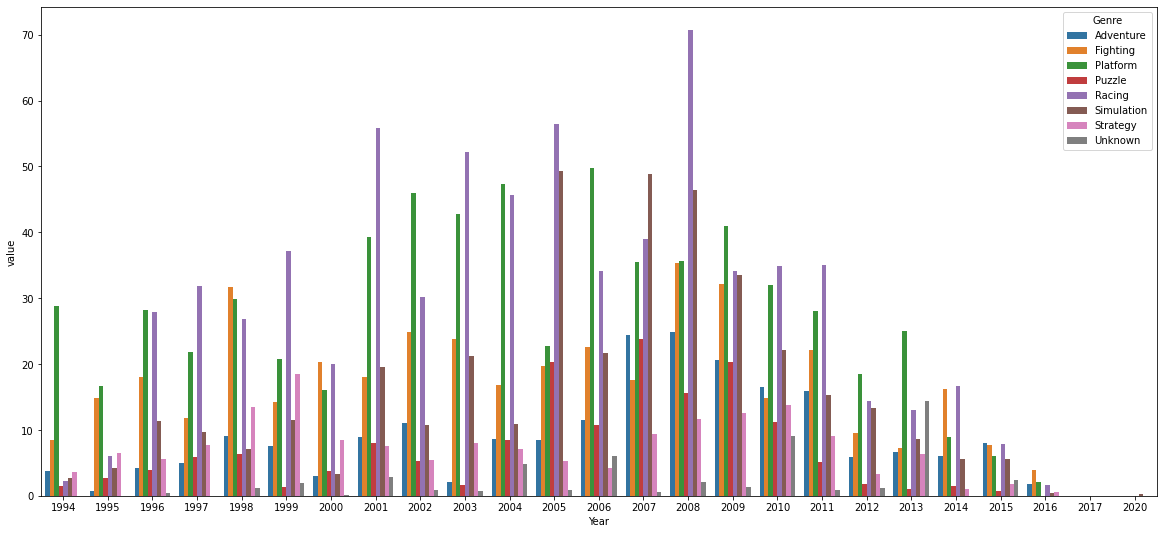 Genre
Adventure
Fighting
Platform
Puzzle
Racing
Simulation
Strategy
Unknown
70
60
50
40
30
20
10
0
value
1994 1995 1996 1997 1998 1999 2000 2001 2002 2003 2004 2005 2006 2007 2008 2009 2010 2011 2012 2013 2014 2015 2016 2017 2020
Year